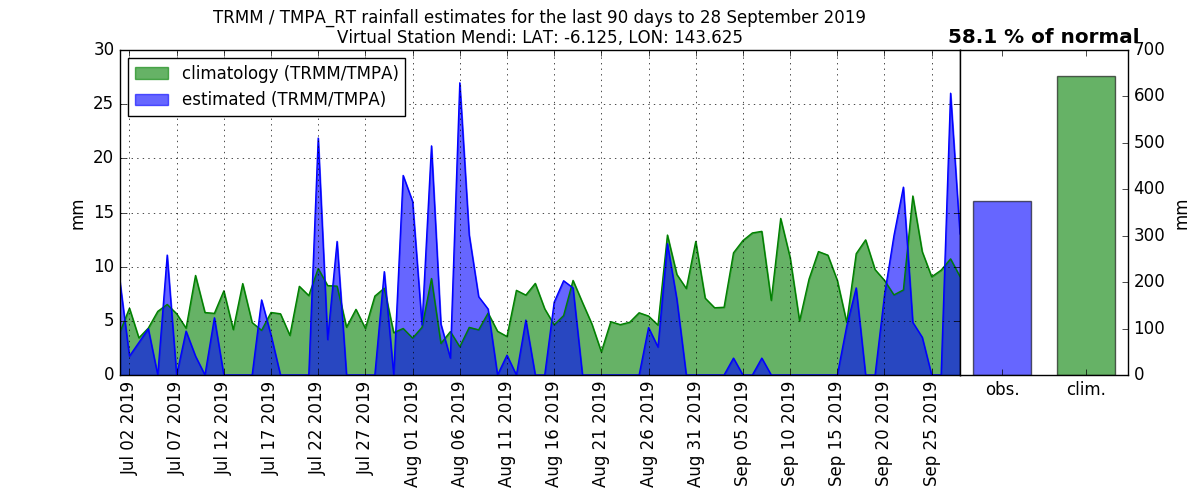 TRMM / TMPA_RT rainfall estimates for the last 90 days to 28 September 2019
Virtual Station Mendi: LAT: -6.125, LON: 143.625
58.1 % of normal
climatology (TRMM/TMPA)
estimated (TRMM/TMPA)
mm
30
25
20
15
10
5
0
Jul 02 2019
Jul 07 2019
Jul 12 2019
Jul 17 2019
Jul 22 2019
Jul 27 2019
Aug 01 2019
Aug 06 2019
Aug 11 2019
Aug 16 2019
Aug 21 2019
Aug 26 2019
Aug 31 2019
Sep 05 2019
Sep 10 2019
Sep 15 2019
Sep 20 2019
Sep 25 2019
obs.
clim.
700
600
500
400
300
200
100
0
mm